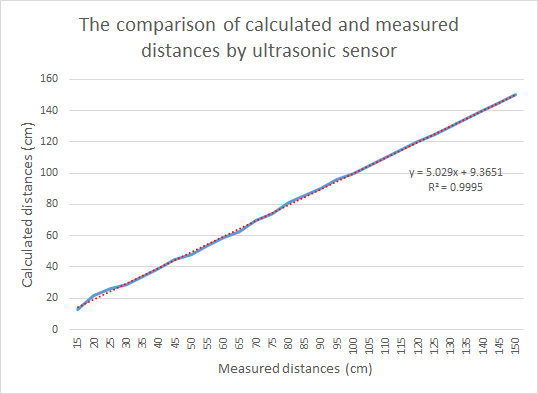 The comparison of calculated and measured
distances by ultrasonic sensor
Calculated distances (cm)
160
140
120
100
80
60
40
20
0
y = 5.029x + 9.3651
R² = 0.9995
15 20 25 30 35 40 45 50 55 60 65 70 75 80 85 90 95 100 105 110 115 120 125 130 135 140 145 150
Measured distances (cm)